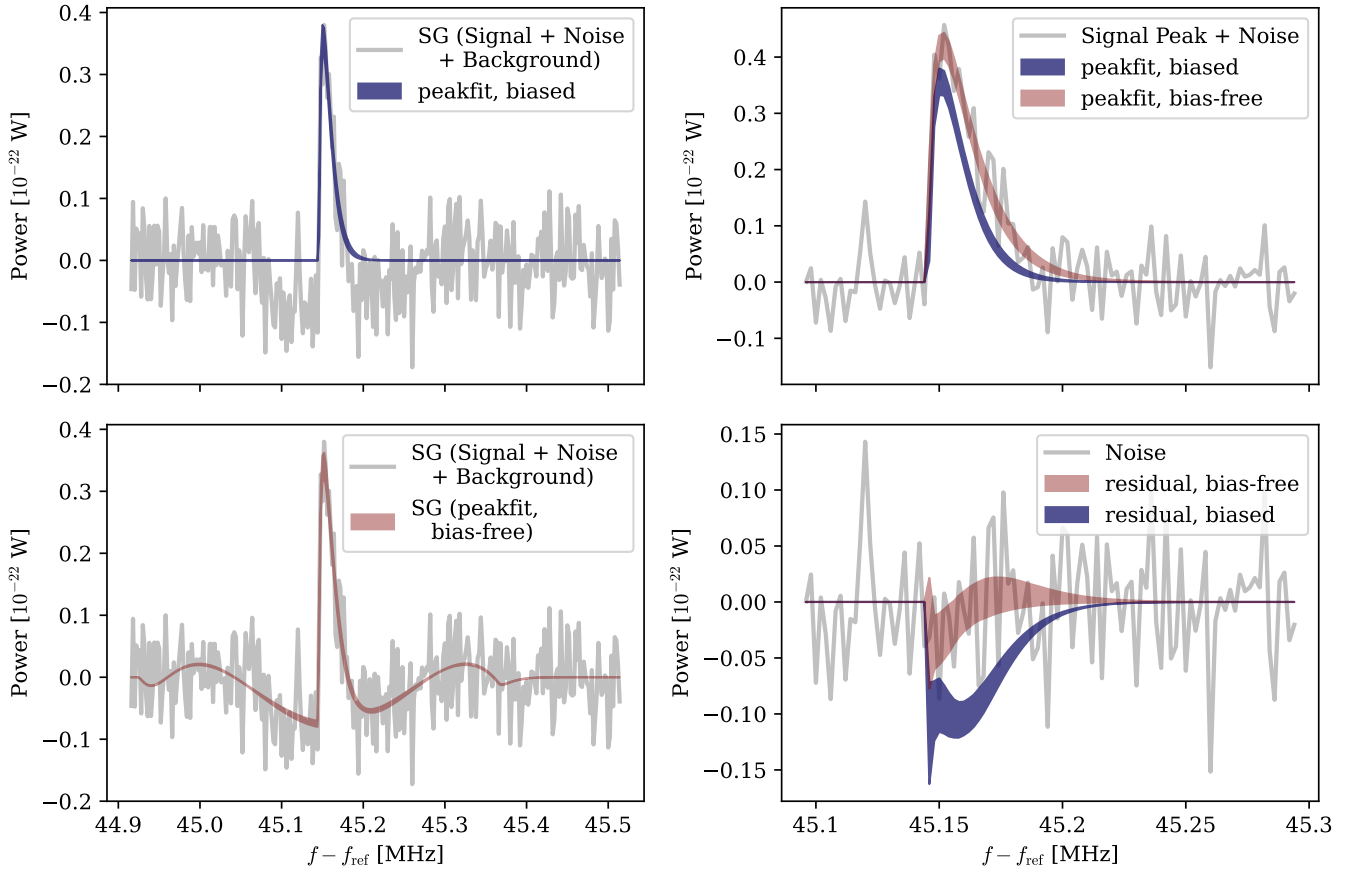 0.4
0.3
0.2
0.1
0.0
−0.1
−0.2
Power [10⁻²² W]
SG (Signal + Noise
+ Background)
peakfit, biased
0.4
0.3
0.2
0.1
0.0
−0.1
Power [10⁻²² W]
Signal Peak + Noise
peakfit, biased
peakfit, bias-free
0.4
0.3
0.2
0.1
0.0
−0.1
−0.2
Power [10⁻²² W]
SG (Signal + Noise
+ Background)
SG (peakfit,
bias-free)
44.9 45.0 45.1 45.2 45.3 45.4 45.5
f − f_ref [MHz]
0.15
0.10
0.05
0.00
−0.05
−0.10
−0.15
Power [10⁻²² W]
Noise
residual, bias-free
residual, biased
45.1 45.15 45.2 45.25 45.3
f − f_ref [MHz]